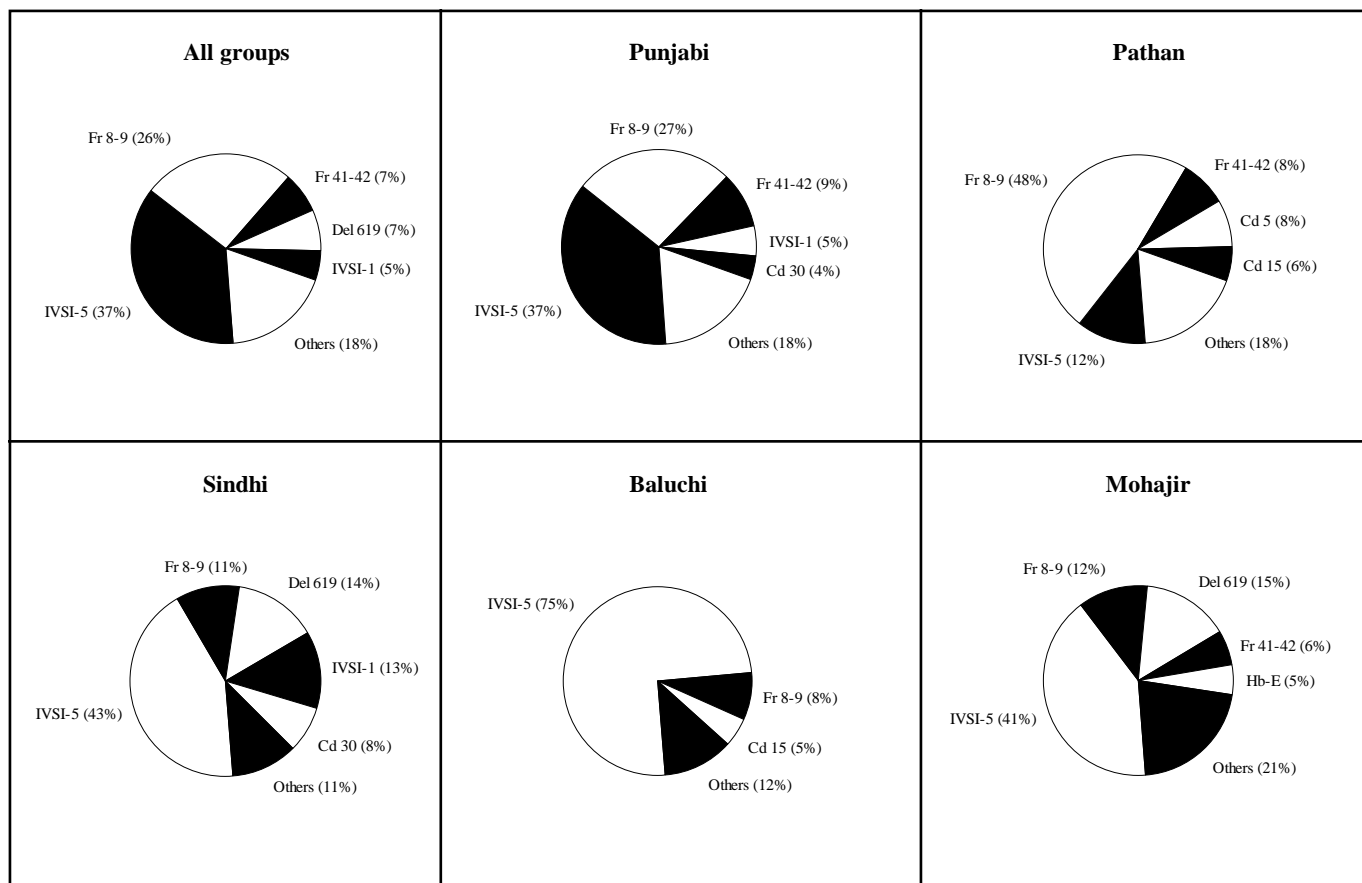 All groups
Fr 8-9 (26%)
Fr 41-42 (7%)
Del 619 (7%)
IVSI-1 (5%)
IVSI-5 (37%)
Others (18%)
Punjabi
Fr 8-9 (27%)
Fr 41-42 (9%)
IVSI-1 (5%)
Cd 30 (4%)
IVSI-5 (37%)
Others (18%)
Pathan
Fr 41-42 (8%)
Fr 8-9 (48%)
Cd 5 (8%)
Cd 15 (6%)
Others (18%)
IVSI-5 (12%)
Sindhi
Fr 8-9 (11%)
Del 619 (14%)
IVSI-1 (13%)
IVSI-5 (43%)
Cd 30 (8%)
Others (11%)
Baluchi
IVSI-5 (75%)
Fr 8-9 (8%)
Cd 15 (5%)
Others (12%)
Mohajir
Fr 8-9 (12%)
Del 619 (15%)
Fr 41-42 (6%)
Hb-E (5%)
IVSI-5 (41%)
Others (21%)